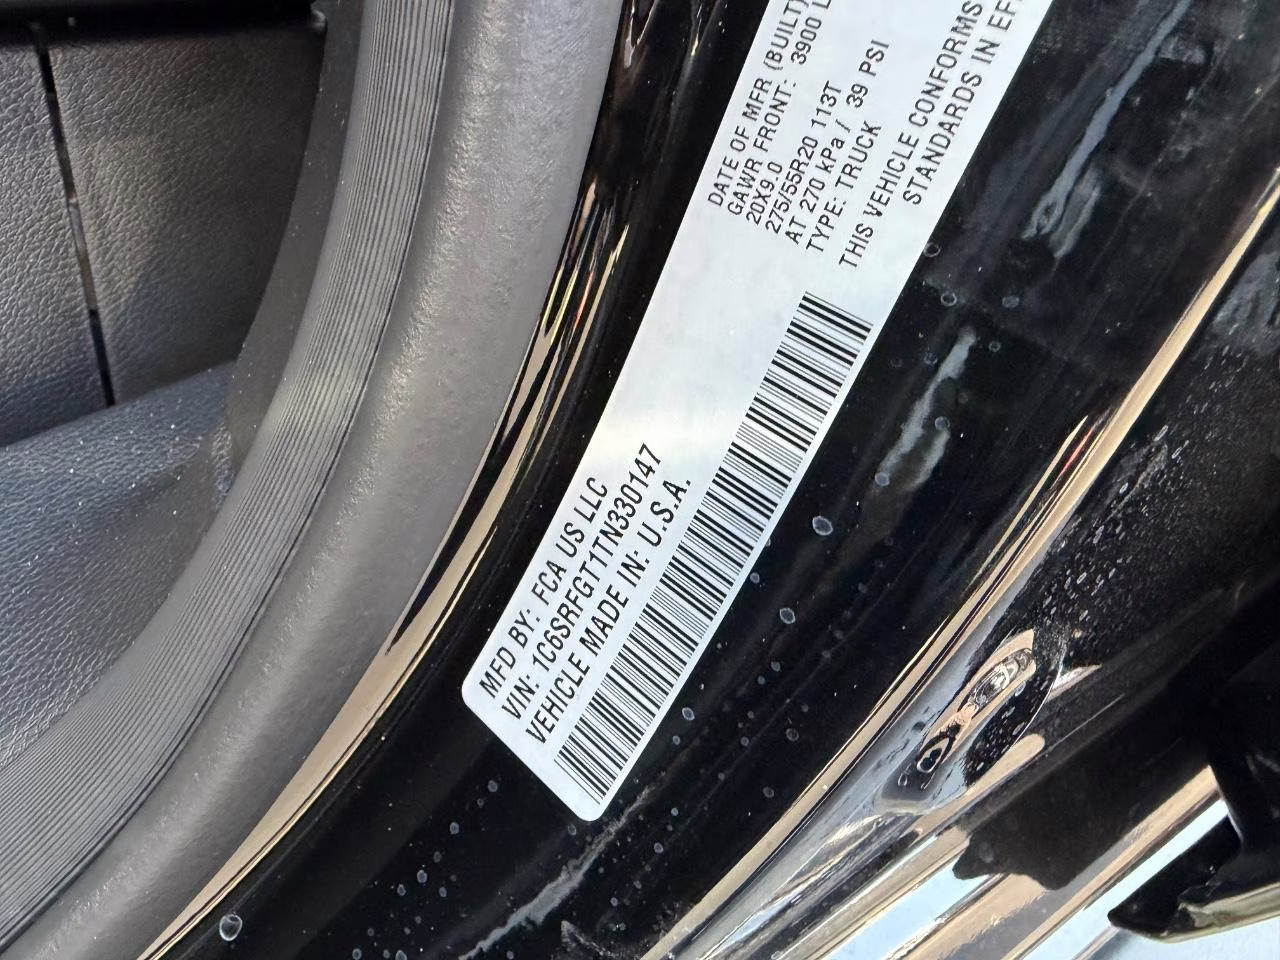 MFD BY: FCA US LLC
VIN: 1C6SRFGT1TN330147
VEHICLE MADE IN: U.S.A.
DATE OF MFR (BUILT)
GAWR FRONT: 3900 L
20X9.0
275/55R20 113T
AT 270 kPa / 39 PSI
TYPE: TRUCK
THIS VEHICLE CONFORMS
STANDARDS IN EF